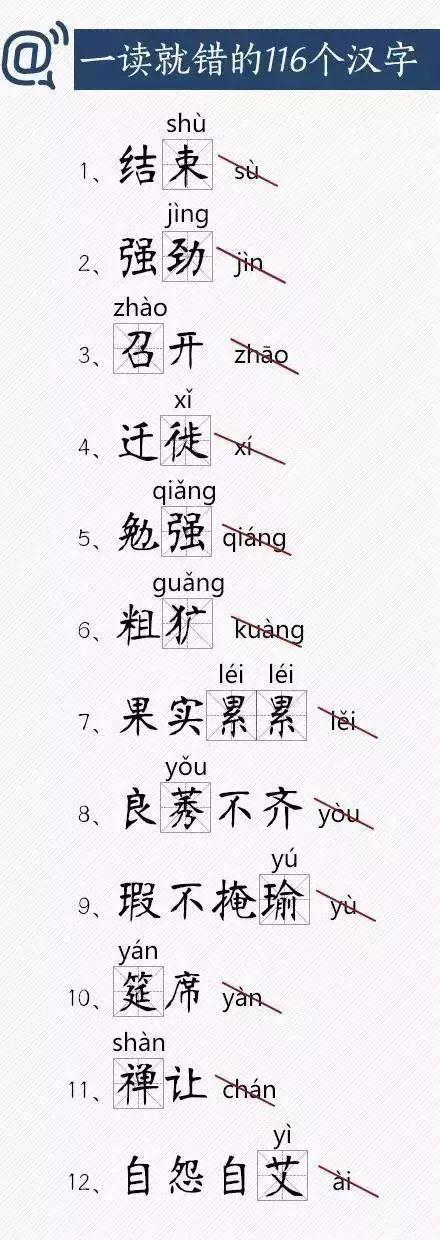 @ 一读就错的116个汉字
shù
1、结束 sù
jìng
2、强劲 jìn
zhào
3、召开 zhāo
xǐ
4、迁徙 xí
qiǎng
5、勉强 qiáng
guǎng
6、粗犷 kuàng
léi léi
7、果实累累 lěi
yǒu
8、良莠不齐 yòu
yú
9、瑕不掩瑜 yù
yán
10、筵席 yàn
shàn
11、禅让 chán
yì
12、自怨自艾 ài